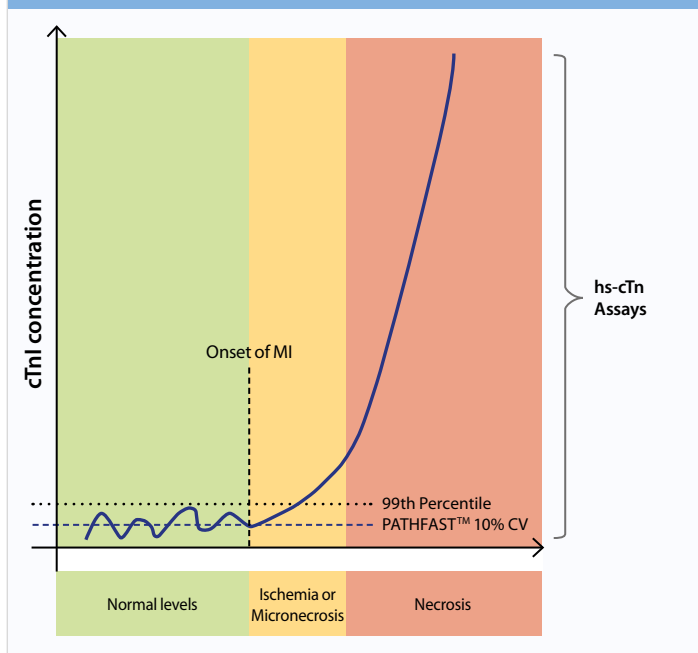 cTnI concentration
Onset of MI
hs-cTn
Assays
99th Percentile
PATHFAST™ 10% CV
Normal levels
Ischemia or
Micronecrosis
Necrosis